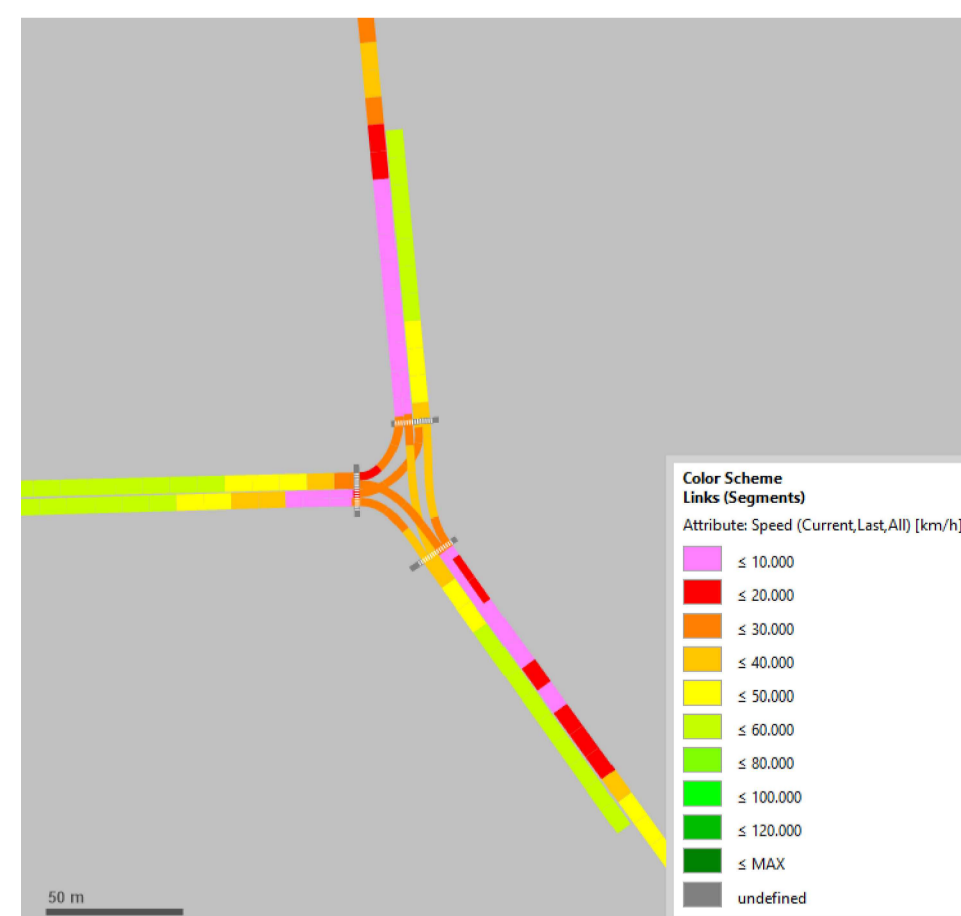 Color Scheme
Links (Segments)
Attribute: Speed (Current,Last,All) [km/h]
≤ 10.000
≤ 20.000
≤ 30.000
≤ 40.000
≤ 50.000
≤ 60.000
≤ 80.000
≤ 100.000
≤ 120.000
≤ MAX
undefined
50 m